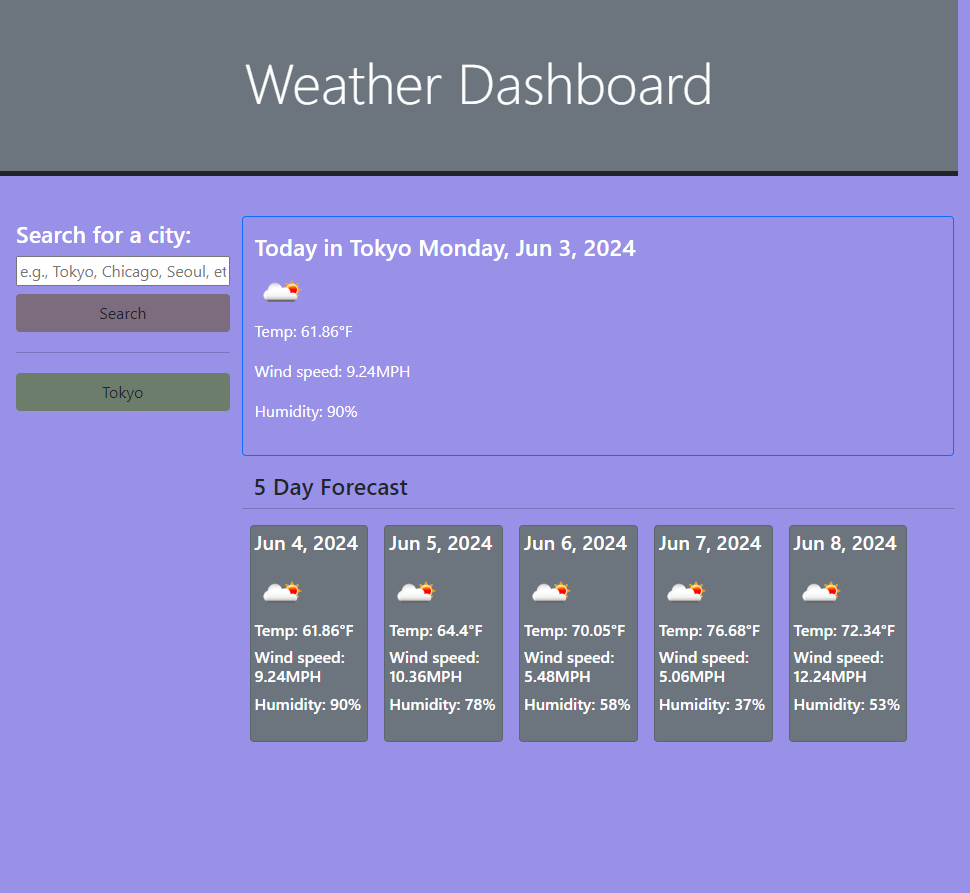 Weather Dashboard
Search for a city:
e.g., Tokyo, Chicago, Seoul, et
Search
Tokyo
Today in Tokyo Monday, Jun 3, 2024
Temp: 61.86°F
Wind speed: 9.24MPH
Humidity: 90%
5 Day Forecast
Jun 4, 2024
Temp: 61.86°F
Wind speed:
9.24MPH
Humidity: 90%
Jun 5, 2024
Temp: 64.4°F
Wind speed:
10.36MPH
Humidity: 78%
Jun 6, 2024
Temp: 70.05°F
Wind speed:
5.48MPH
Humidity: 58%
Jun 7, 2024
Temp: 76.68°F
Wind speed:
5.06MPH
Humidity: 37%
Jun 8, 2024
Temp: 72.34°F
Wind speed:
12.24MPH
Humidity: 53%